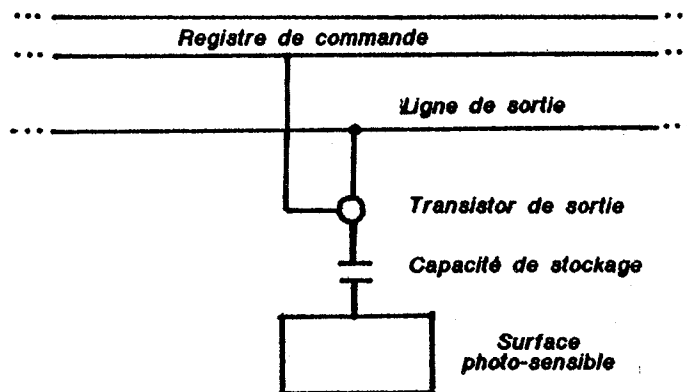 Registre de commande
Ligne de sortie
Transistor de sortie
Capacité de stockage
Surface
photo-sensible